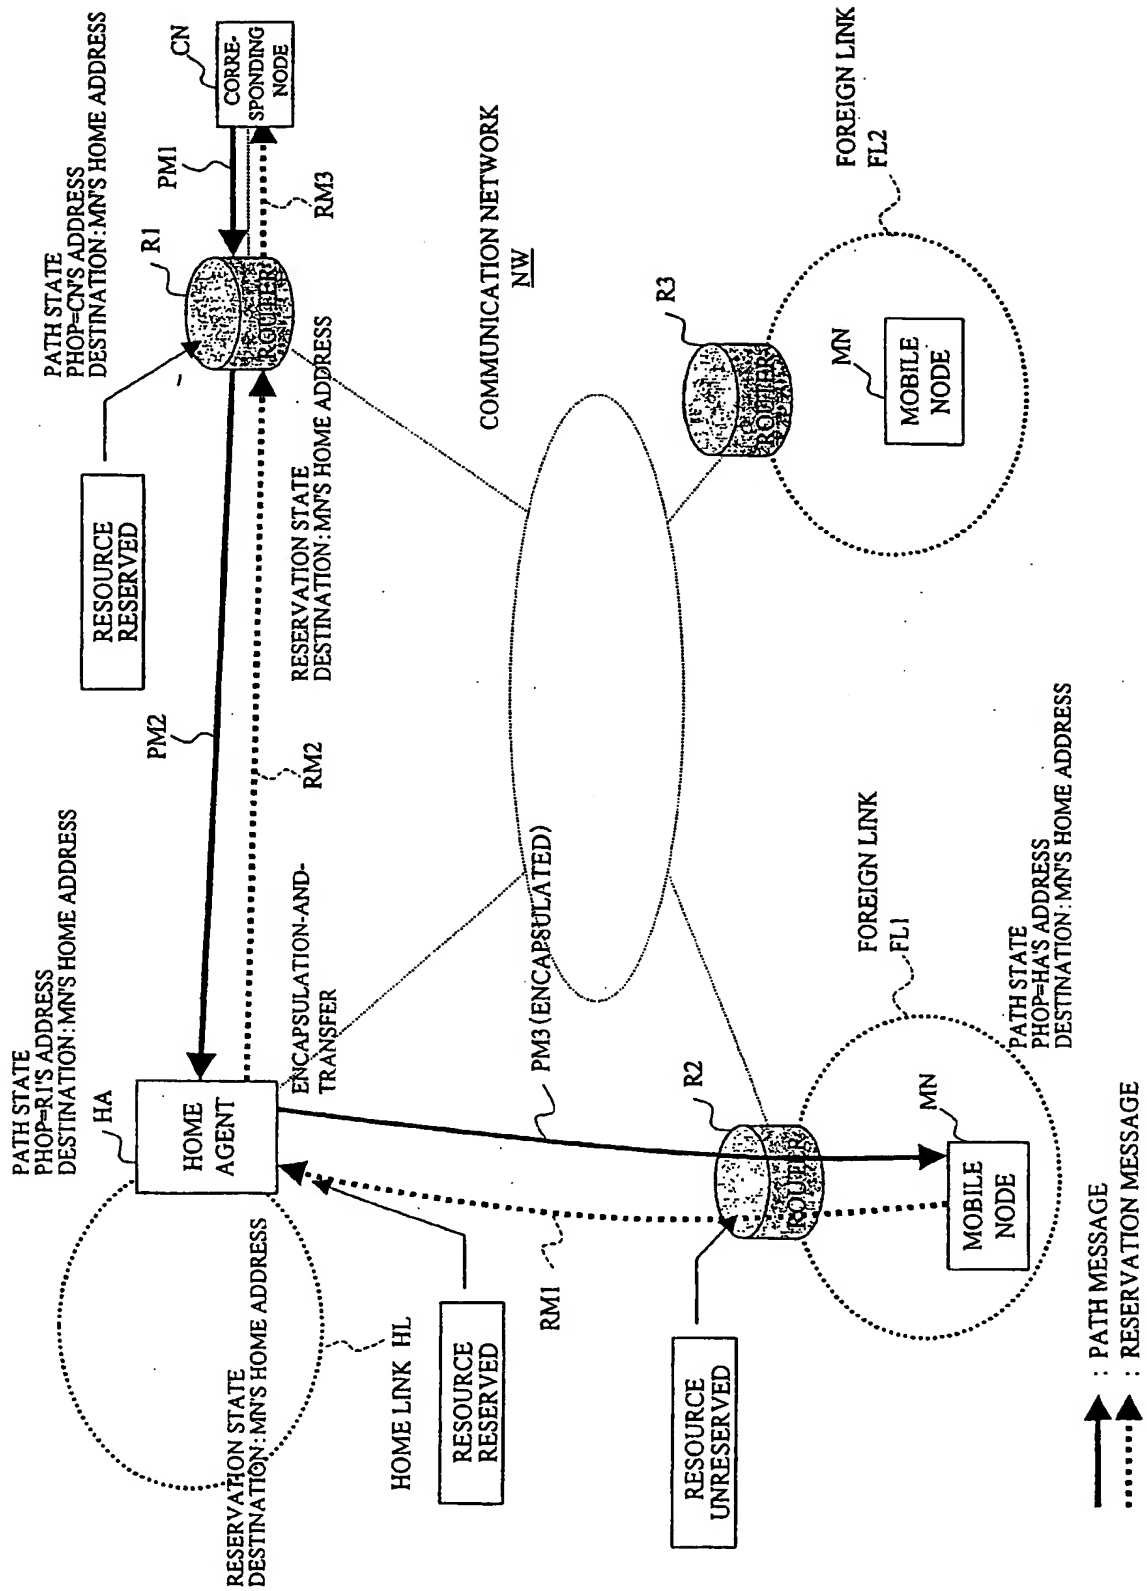 PATH STATE
PHOP=R1'S ADDRESS
DESTINATION:MN'S HOME ADDRESS
HA
HOME
AGENT
RESERVATION STATE
DESTINATION:MN'S HOME ADDRESS
HOME LINK HL
RESOURCE
RESERVED
ENCAPSULATION-AND-
TRANSFER
PM2
RM2
RESOURCE
RESERVED
PATH STATE
PHOP=CN'S ADDRESS
DESTINATION:MN'S HOME ADDRESS
R1
ROUTER
PM1
CN
CORRE-
SPONDING
NODE
RM3
RESERVATION STATE
DESTINATION:MN'S HOME ADDRESS
COMMUNICATION NETWORK
NW
RM1
PM3 (ENCAPSULATED)
RESOURCE
UNRESERVED
R2
ROUTER
MN
MOBILE
NODE
FOREIGN LINK
FL1
PATH STATE
PHOP=HA'S ADDRESS
DESTINATION:MN'S HOME ADDRESS
R3
ROUTER
MN
MOBILE
NODE
FOREIGN LINK
FL2
: PATH MESSAGE
: RESERVATION MESSAGE